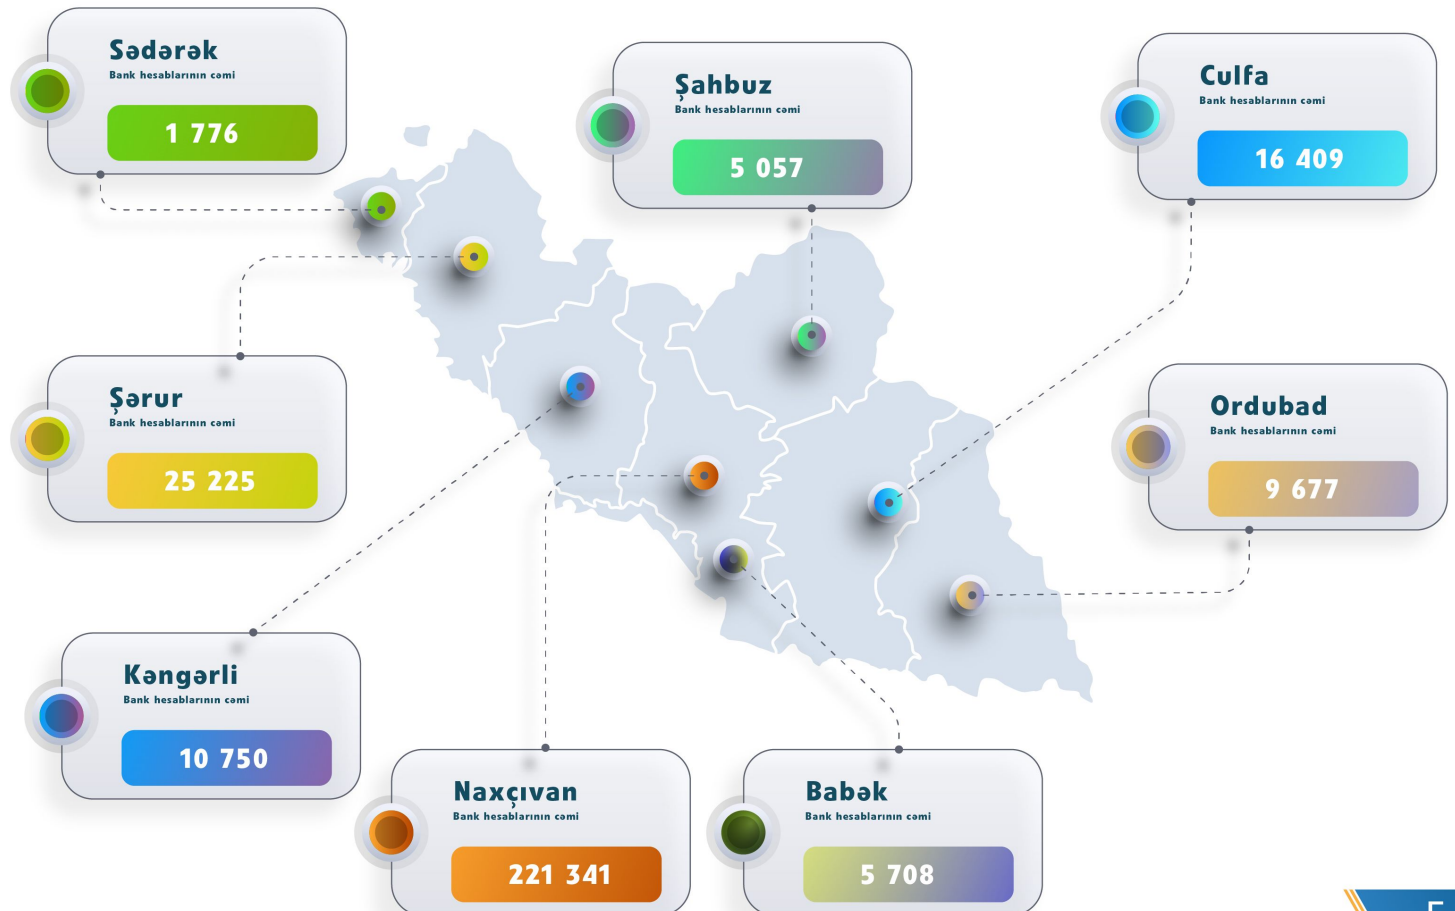 Sədərək
Bank hesablarının cəmi
1 776
Şahbuz
Bank hesablarının cəmi
5 057
Culfa
Bank hesablarının cəmi
16 409
Şərur
Bank hesablarının cəmi
25 225
Ordubad
Bank hesablarının cəmi
9 677
Kəngərli
Bank hesablarının cəmi
10 750
Naxçıvan
Bank hesablarının cəmi
221 341
Babək
Bank hesablarının cəmi
5 708